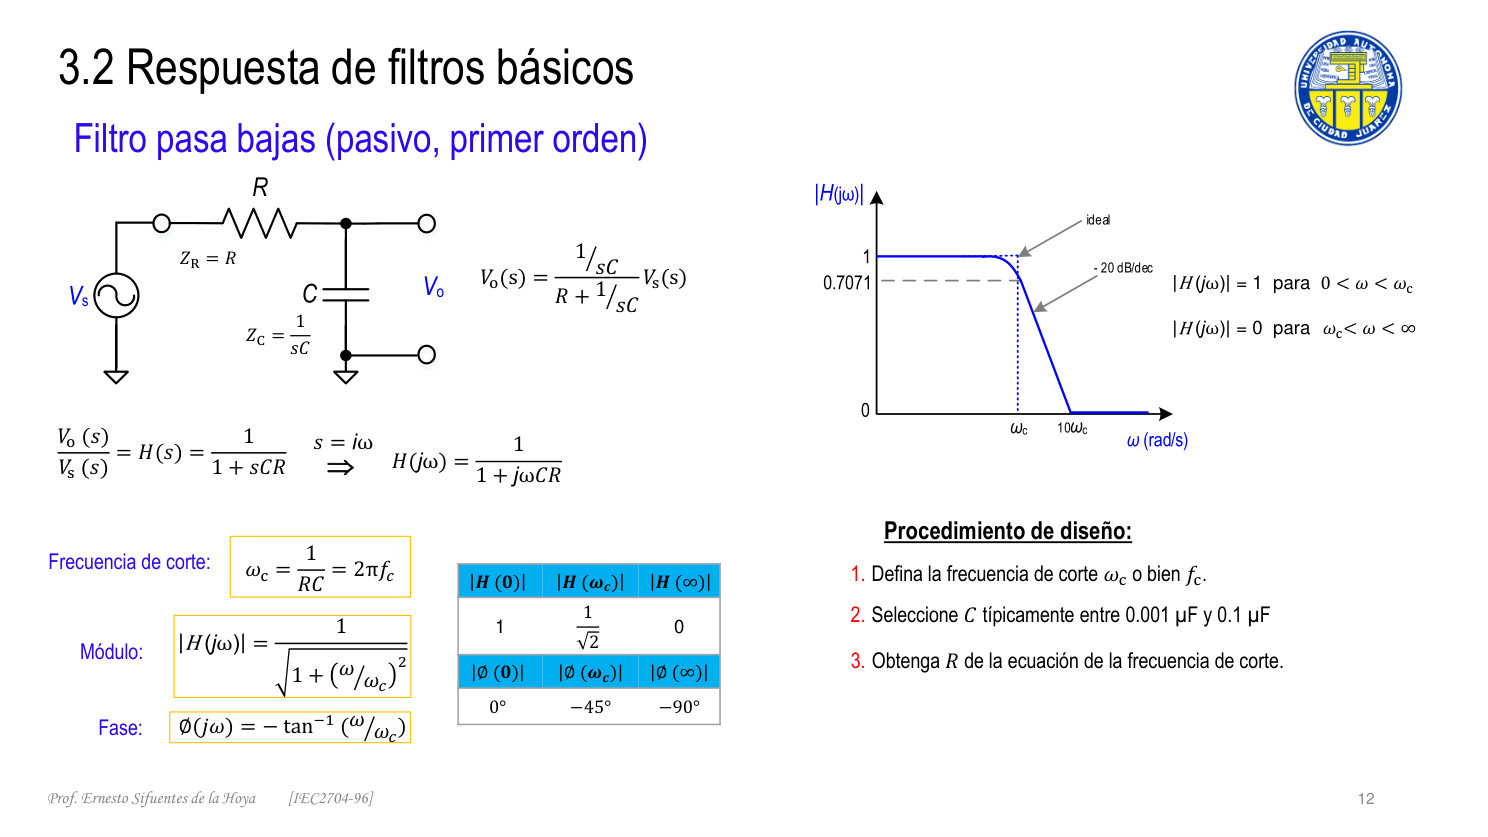 3.2 Respuesta de filtros básicos
UNIVERSIDAD AUTONOMA
DE CIUDAD JUAREZ
Filtro pasa bajas (pasivo, primer orden)
R
Z_R = R
V_s
C
Z_C = 1/sC
V_o
V_o(s) = (1/sC)/(R + 1/sC) V_s(s)
|H(jω)|
ideal
1
- 20 dB/dec
0.7071
0
ω_c
10ω_c
ω (rad/s)
|H(jω)| = 1 para 0 < ω < ω_c
|H(jω)| = 0 para ω_c < ω < ∞
V_o (s)/V_s (s) = H(s) = 1/(1 + sCR) s = jω ⇒ H(jω) = 1/(1 + jωCR)
Frecuencia de corte: ω_c = 1/RC = 2πf_c
Módulo: |H(jω)| = 1/√(1 + (ω/ω_c)²)
Fase: Ø(jω) = − tan⁻¹ (ω/ω_c)
|H (0)| |H (ω_c)| |H (∞)|
1 1/√2 0
|Ø (0)| |Ø (ω_c)| |Ø (∞)|
0° −45° −90°
Procedimiento de diseño:
1. Defina la frecuencia de corte ω_c o bien f_c.
2. Seleccione C típicamente entre 0.001 µF y 0.1 µF
3. Obtenga R de la ecuación de la frecuencia de corte.
Prof. Ernesto Sifuentes de la Hoya [IEC2704-96]
12